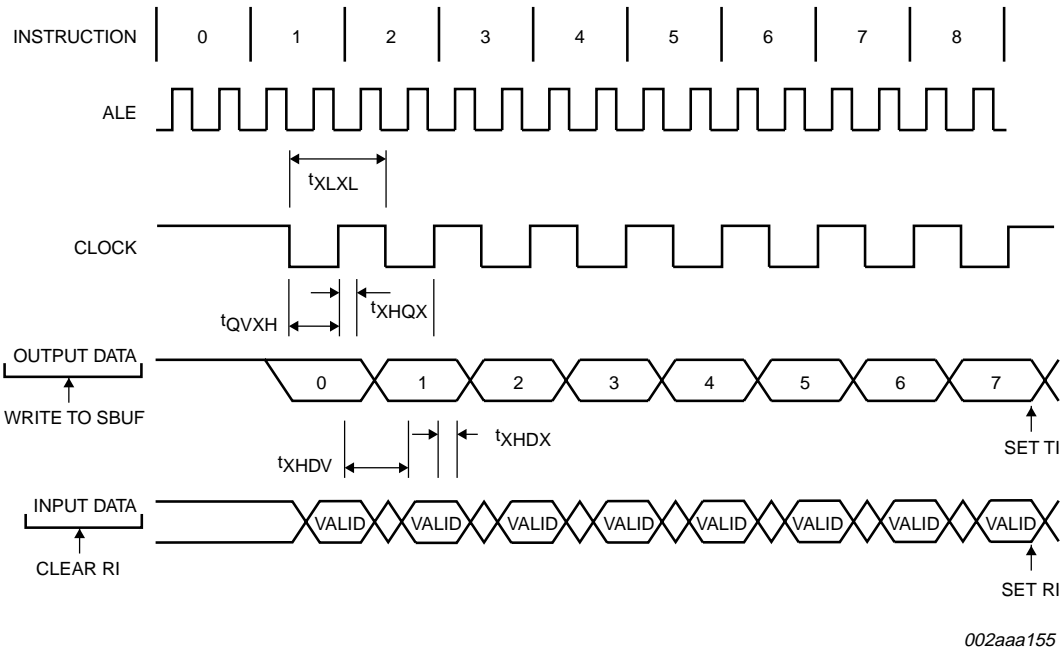 INSTRUCTION 0 1 2 3 4 5 6 7 8
ALE
tXLXL
CLOCK
tQVXH tXHQX
OUTPUT DATA 0 1 2 3 4 5 6 7
WRITE TO SBUF
SET TI
tXHDV tXHDX
INPUT DATA VALID VALID VALID VALID VALID VALID VALID VALID
CLEAR RI
SET RI
002aaa155